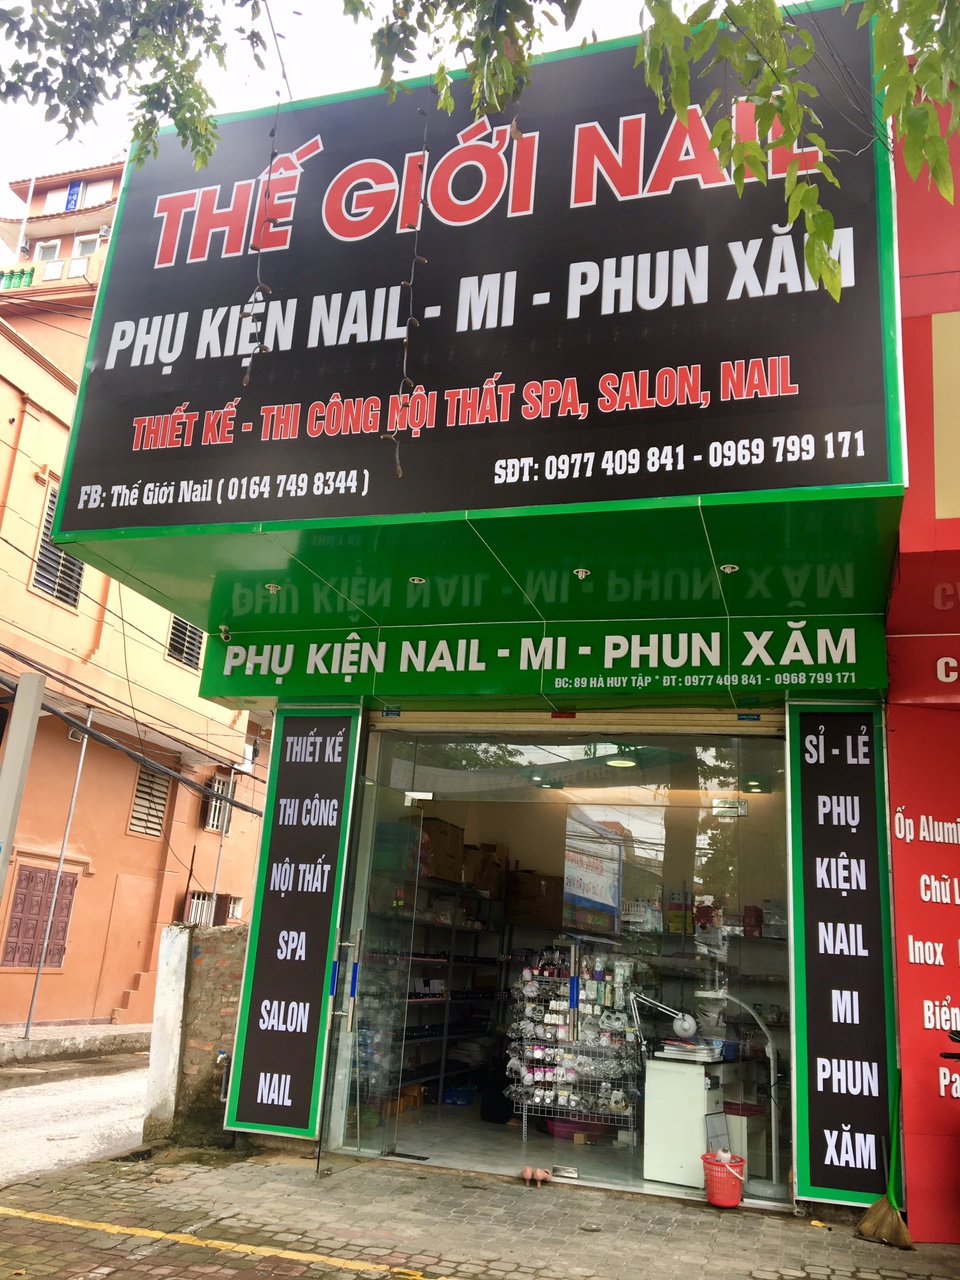 THẾ GIỚI NAIL
PHỤ KIỆN NAIL - MI - PHUN XĂM
THIẾT KẾ - THI CÔNG NỘI THẤT SPA, SALON, NAIL
FB: Thế Giới Nail ( 0164 749 8344 )
SĐT: 0977 409 841 - 0969 799 171
PHỤ KIỆN NAIL - MI - PHUN XĂM
ĐC: 89 HÀ HUY TẬP * ĐT : 0977 409 841 - 0968 799 171
THIẾT KẾ
THI CÔNG
NỘI THẤT
SPA
SALON
NAIL
SỈ - LẺ
PHỤ
KIỆN
NAIL
MI
PHUN
XĂM
Ốp Alumi
Chữ
Inox
Biển